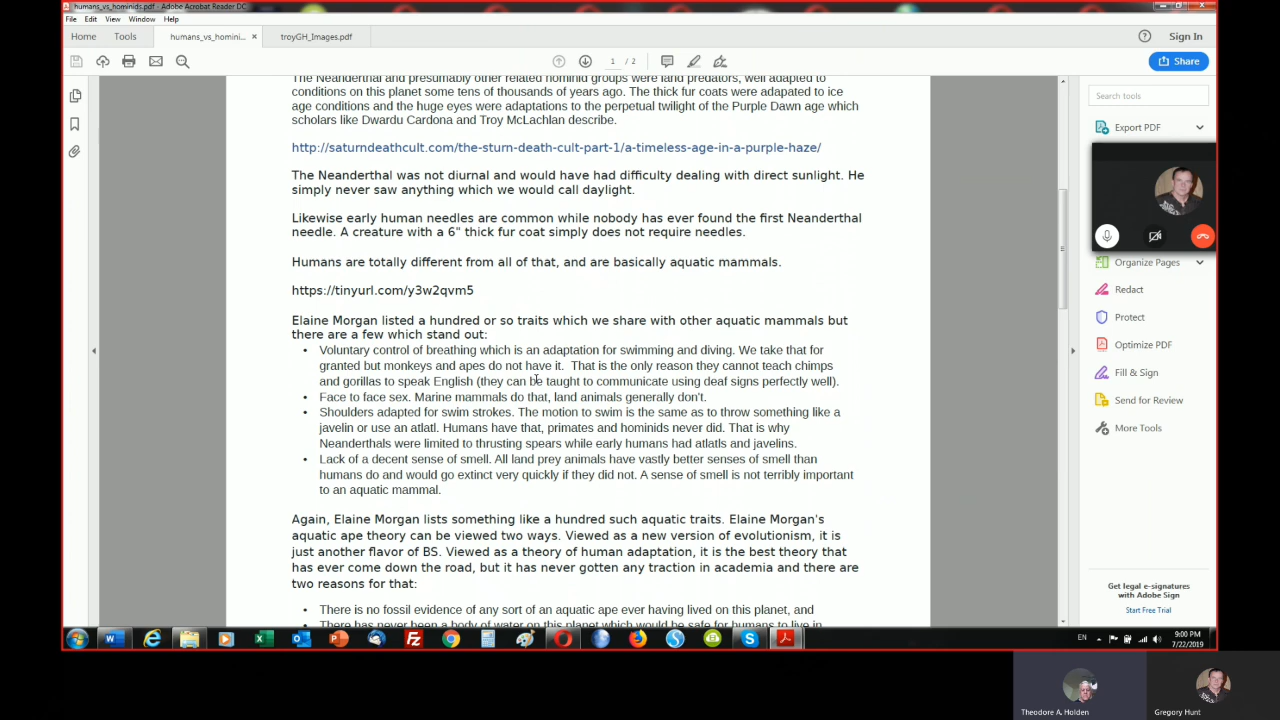 humans_vs_hominids.pdf - Adobe Acrobat Reader DC
File Edit View Window Help
Home Tools humans_vs_homini... × troyGH_Images.pdf Sign In
1 / 2 Share
The Neanderthal and presumably other related hominid groups were land predators, well adapted to
conditions on this planet some tens of thousands of years ago. The thick fur coats were adapated to ice
age conditions and the huge eyes were adaptations to the perpetual twilight of the Purple Dawn age which
scholars like Dwardu Cardona and Troy McLachlan describe.
http://saturndeathcult.com/the-sturn-death-cult-part-1/a-timeless-age-in-a-purple-haze/
The Neanderthal was not diurnal and would have had difficulty dealing with direct sunlight. He
simply never saw anything which we would call daylight.
Likewise early human needles are common while nobody has ever found the first Neanderthal
needle. A creature with a 6" thick fur coat simply does not require needles.
Humans are totally different from all of that, and are basically aquatic mammals.
https://tinyurl.com/y3w2qvm5
Elaine Morgan listed a hundred or so traits which we share with other aquatic mammals but
there are a few which stand out:
• Voluntary control of breathing which is an adaptation for swimming and diving. We take that for
granted but monkeys and apes do not have it. That is the only reason they cannot teach chimps
and gorillas to speak English (they can be taught to communicate using deaf signs perfectly well).
• Face to face sex. Marine mammals do that, land animals generally don't.
• Shoulders adapted for swim strokes. The motion to swim is the same as to throw something like a
javelin or use an atlatl. Humans have that, primates and hominids never did. That is why
Neanderthals were limited to thrusting spears while early humans had atlatls and javelins.
• Lack of a decent sense of smell. All land prey animals have vastly better senses of smell than
humans do and would go extinct very quickly if they did not. A sense of smell is not terribly important
to an aquatic mammal.
Again, Elaine Morgan lists something like a hundred such aquatic traits. Elaine Morgan's
aquatic ape theory can be viewed two ways. Viewed as a new version of evolutionism, it is
just another flavor of BS. Viewed as a theory of human adaptation, it is the best theory that
has ever come down the road, but it has never gotten any traction in academia and there are
two reasons for that:
• There is no fossil evidence of any sort of an aquatic ape ever having lived on this planet, and
• There has never been a body of water on this planet which would be safe for humans to live in
Search tools
Export PDF
Organize Pages
Redact
Protect
Optimize PDF
Fill & Sign
Send for Review
More Tools
Get legal e-signatures
with Adobe Sign
Start Free Trial
EN 9:00 PM
7/22/2019
Theodore A. Holden Gregory Hunt